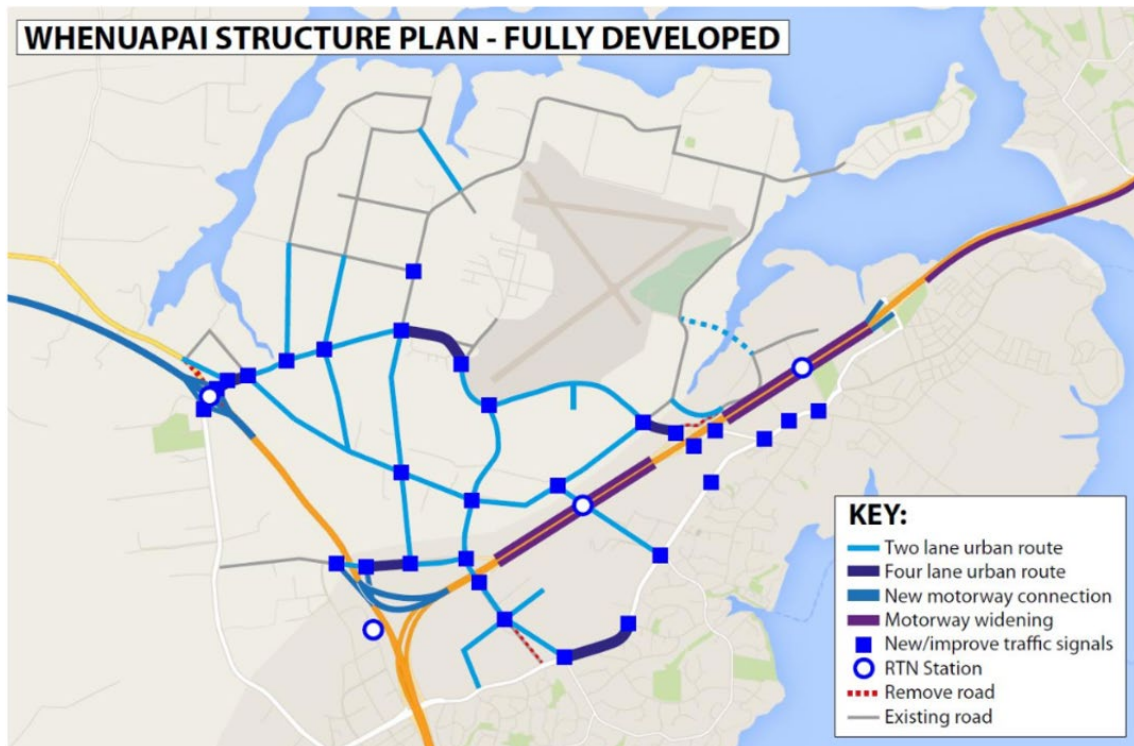 WHENUAPAI STRUCTURE PLAN - FULLY DEVELOPED
KEY:
Two lane urban route
Four lane urban route
New motorway connection
Motorway widening
New/improve traffic signals
RTN Station
Remove road
Existing road